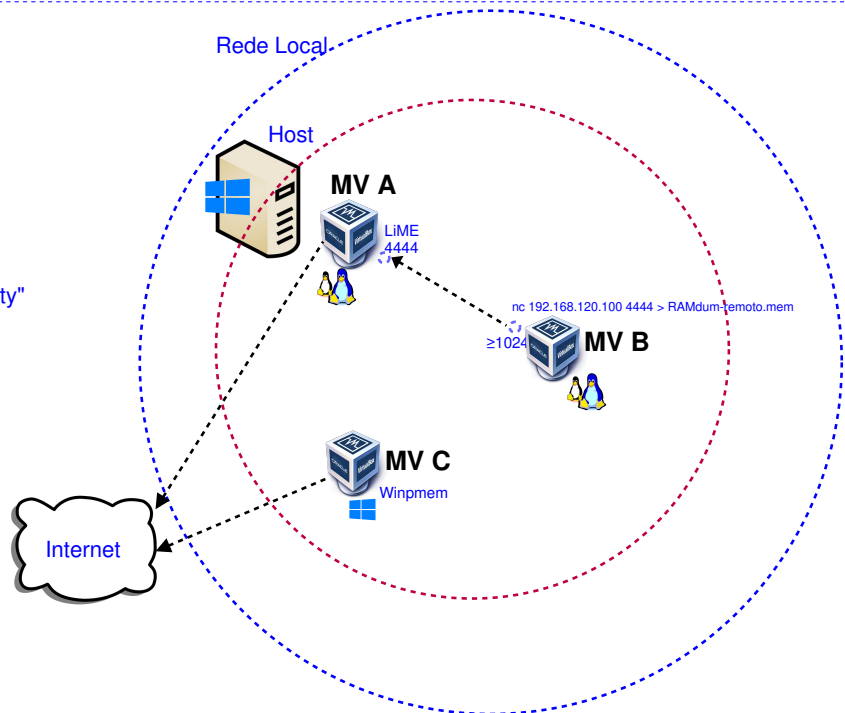 Rede Local
Host
MV A
LiME
4444
ty"
nc 192.168.120.100 4444 > RAMdum-remoto.mem
≥1024
MV B
MV C
Winpmem
Internet